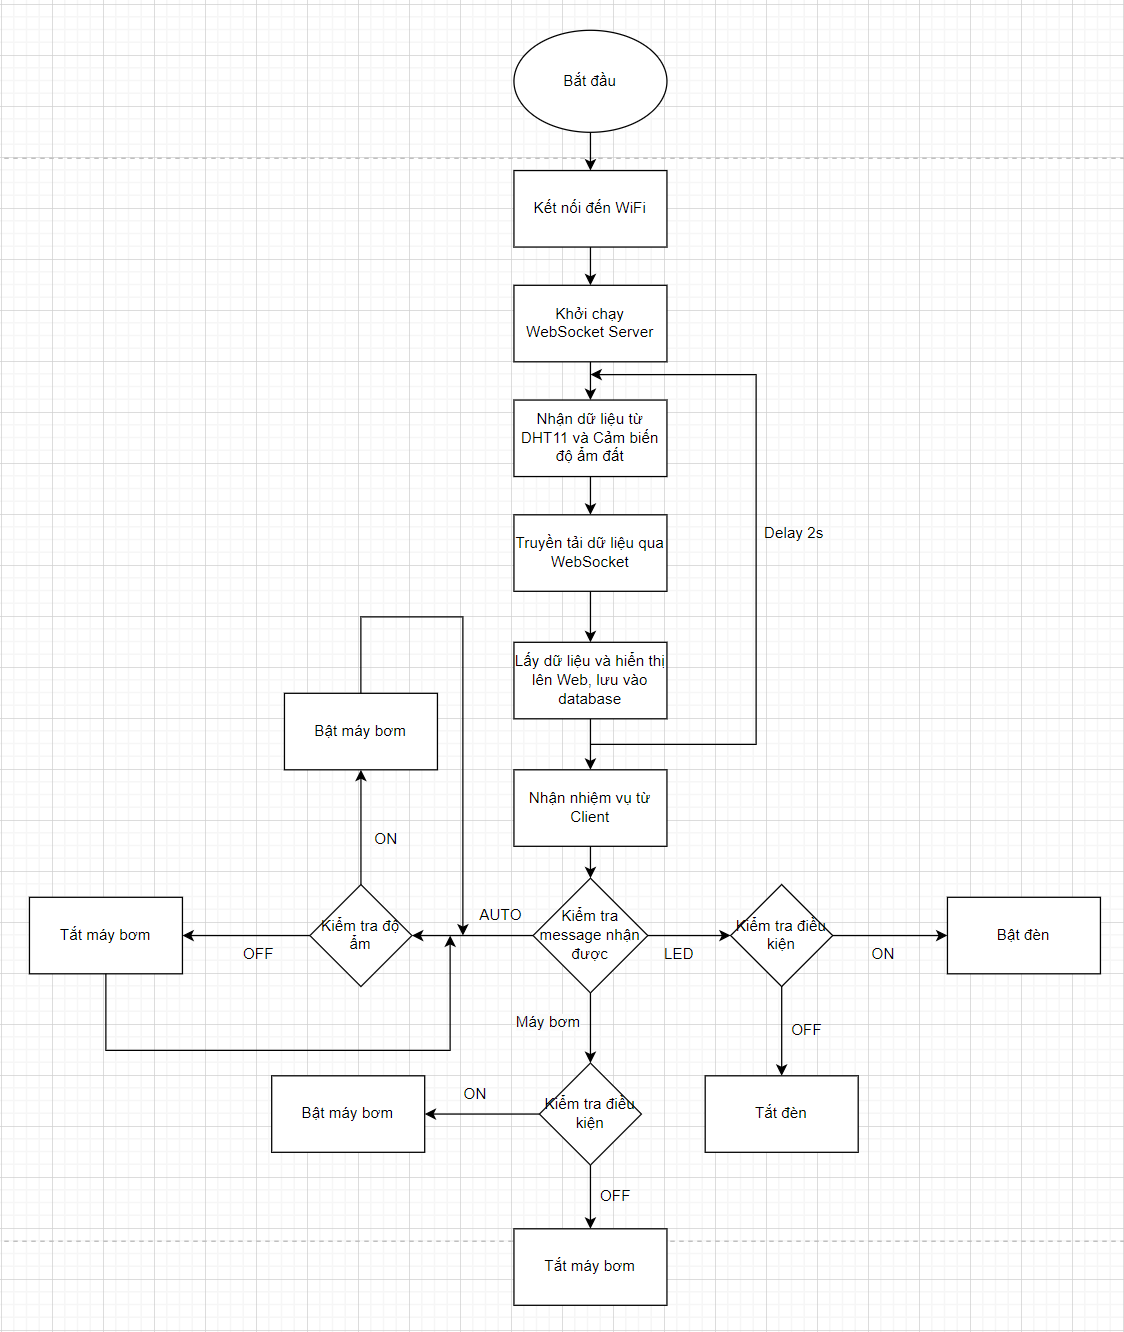 Bắt đầu
Kết nối đến WiFi
Khởi chạy
WebSocket Server
Nhận dữ liệu từ
DHT11 và Cảm biến
độ ẩm đất
Delay 2s
Truyền tải dữ liệu qua
WebSocket
Lấy dữ liệu và hiển thị
lên Web, lưu vào
database
Bật máy bơm
Nhận nhiệm vụ từ
Client
ON
AUTO
Kiểm tra
message nhận
được
Kiểm tra độ
ẩm
Kiểm tra điều
kiện
Tắt máy bơm
OFF
LED
ON
Bật đèn
Máy bơm
OFF
ON
Bật máy bơm
Kiểm tra điều
kiện
Tắt đèn
OFF
Tắt máy bơm